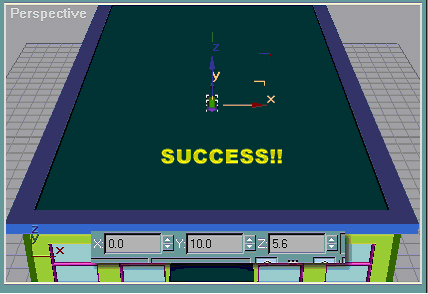 Perspective
z
y
x
SUCCESS!!
z
y
x
X: 0.0 Y: 10.0 Z: 5.6